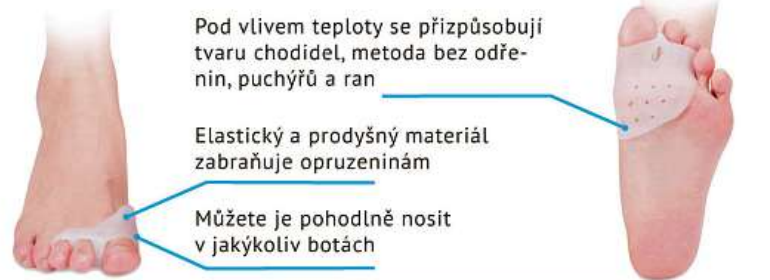 Pod vlivem teploty se přizpůsobují
tvaru chodidel, metoda bez odře-
nin, puchýřů a ran
Elastický a prodyšný materiál
zabraňuje opruzeninám
Můžete je pohodlně nosit
v jakýkoliv botách